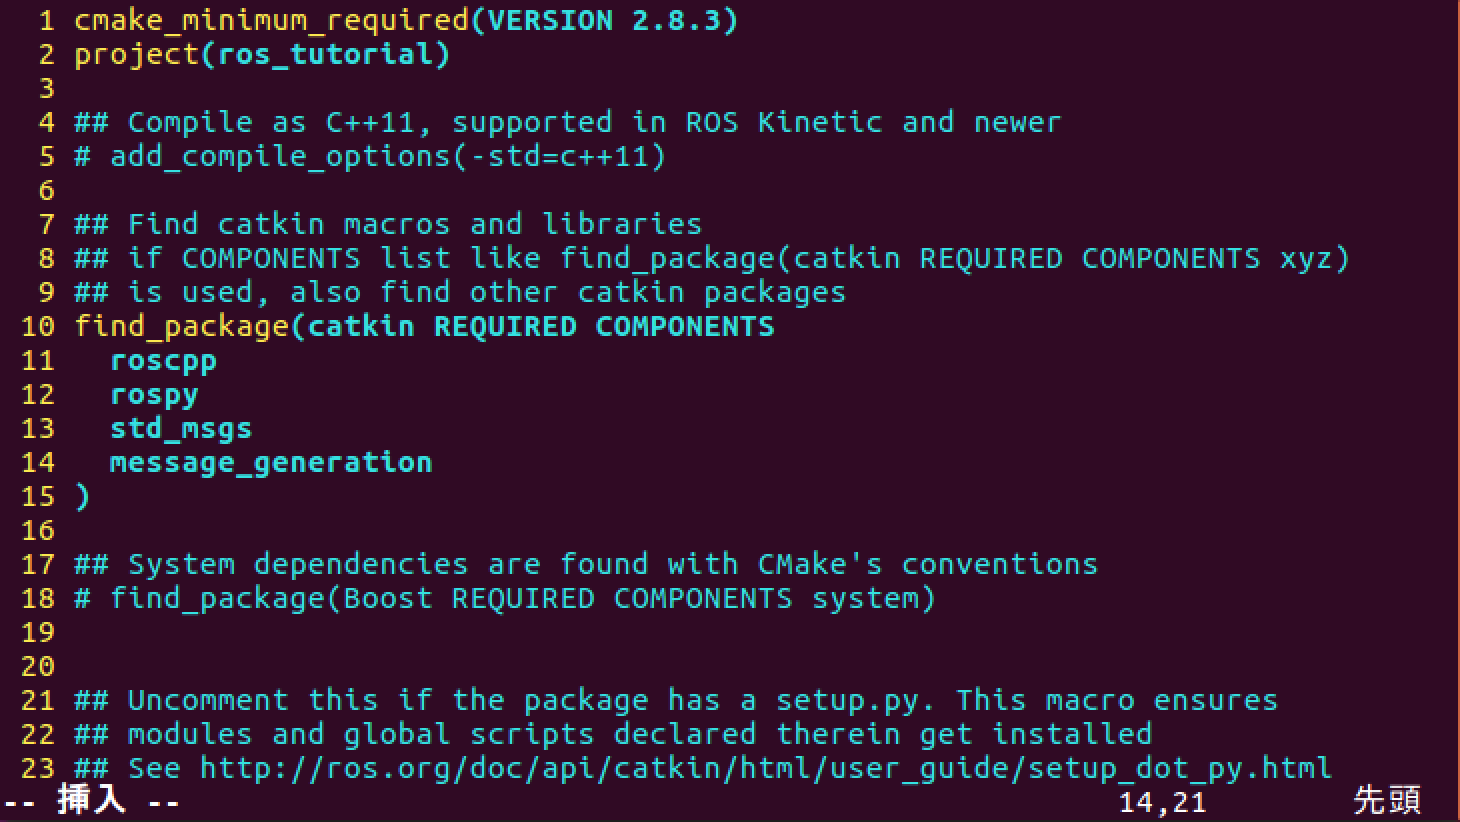 1 cmake_minimum_required(VERSION 2.8.3)
2 project(ros_tutorial)
3
4 ## Compile as C++11, supported in ROS Kinetic and newer
5 # add_compile_options(-std=c++11)
6
7 ## Find catkin macros and libraries
8 ## if COMPONENTS list like find_package(catkin REQUIRED COMPONENTS xyz)
9 ## is used, also find other catkin packages
10 find_package(catkin REQUIRED COMPONENTS
11   roscpp
12   rospy
13   std_msgs
14   message_generation
15 )
16
17 ## System dependencies are found with CMake's conventions
18 # find_package(Boost REQUIRED COMPONENTS system)
19
20
21 ## Uncomment this if the package has a setup.py. This macro ensures
22 ## modules and global scripts declared therein get installed
23 ## See http://ros.org/doc/api/catkin/html/user_guide/setup_dot_py.html
-- 挿入 -- 14,21 先頭